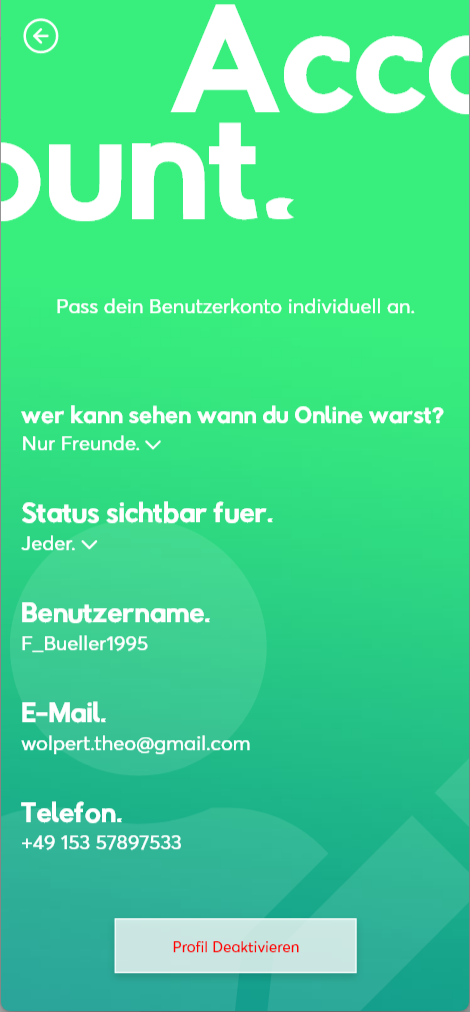 Acco
ount.
Pass dein Benutzerkonto individuell an.
wer kann sehen wann du Online warst?
Nur Freunde.
Status sichtbar fuer.
Jeder.
Benutzername.
F_Bueller1995
E-Mail.
wolpert.theo@gmail.com
Telefon.
+49 153 57897533
Profil Deaktivieren